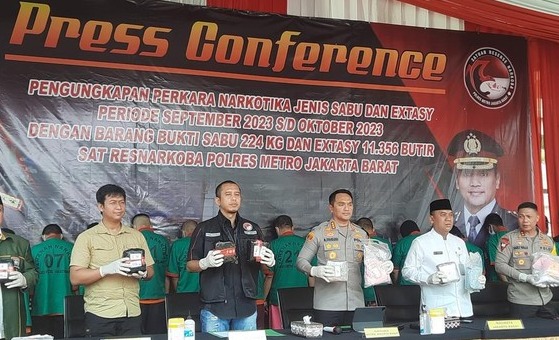 Press Conference
PENGUNGKAPAN PERKARA NARKOTIKA JENIS SABU DAN EXTASY
PERIODE SEPTEMBER 2023 S/D OKTOBER 2023
DENGAN BARANG BUKTI SABU 224 KG DAN EXTASY 11.356 BUTIR
SAT RESNARKOBA POLRES METRO JAKARTA BARAT
07